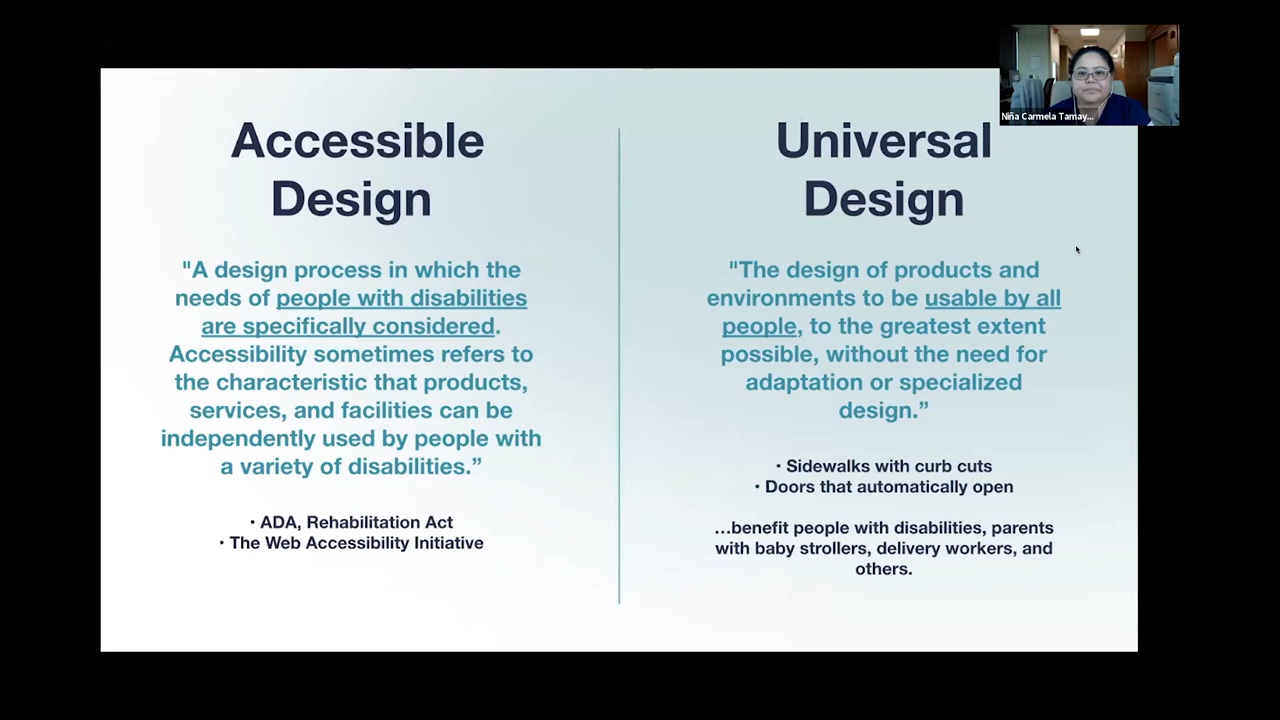 Accessible
Design
"A design process in which the
needs of people with disabilities
are specifically considered.
Accessibility sometimes refers to
the characteristic that products,
services, and facilities can be
independently used by people with
a variety of disabilities.”
• ADA, Rehabilitation Act
• The Web Accessibility Initiative
Universal
Design
"The design of products and
environments to be usable by all
people, to the greatest extent
possible, without the need for
adaptation or specialized
design.”
• Sidewalks with curb cuts
• Doors that automatically open
…benefit people with disabilities, parents
with baby strollers, delivery workers, and
others.
Niña Carmela Tamay...